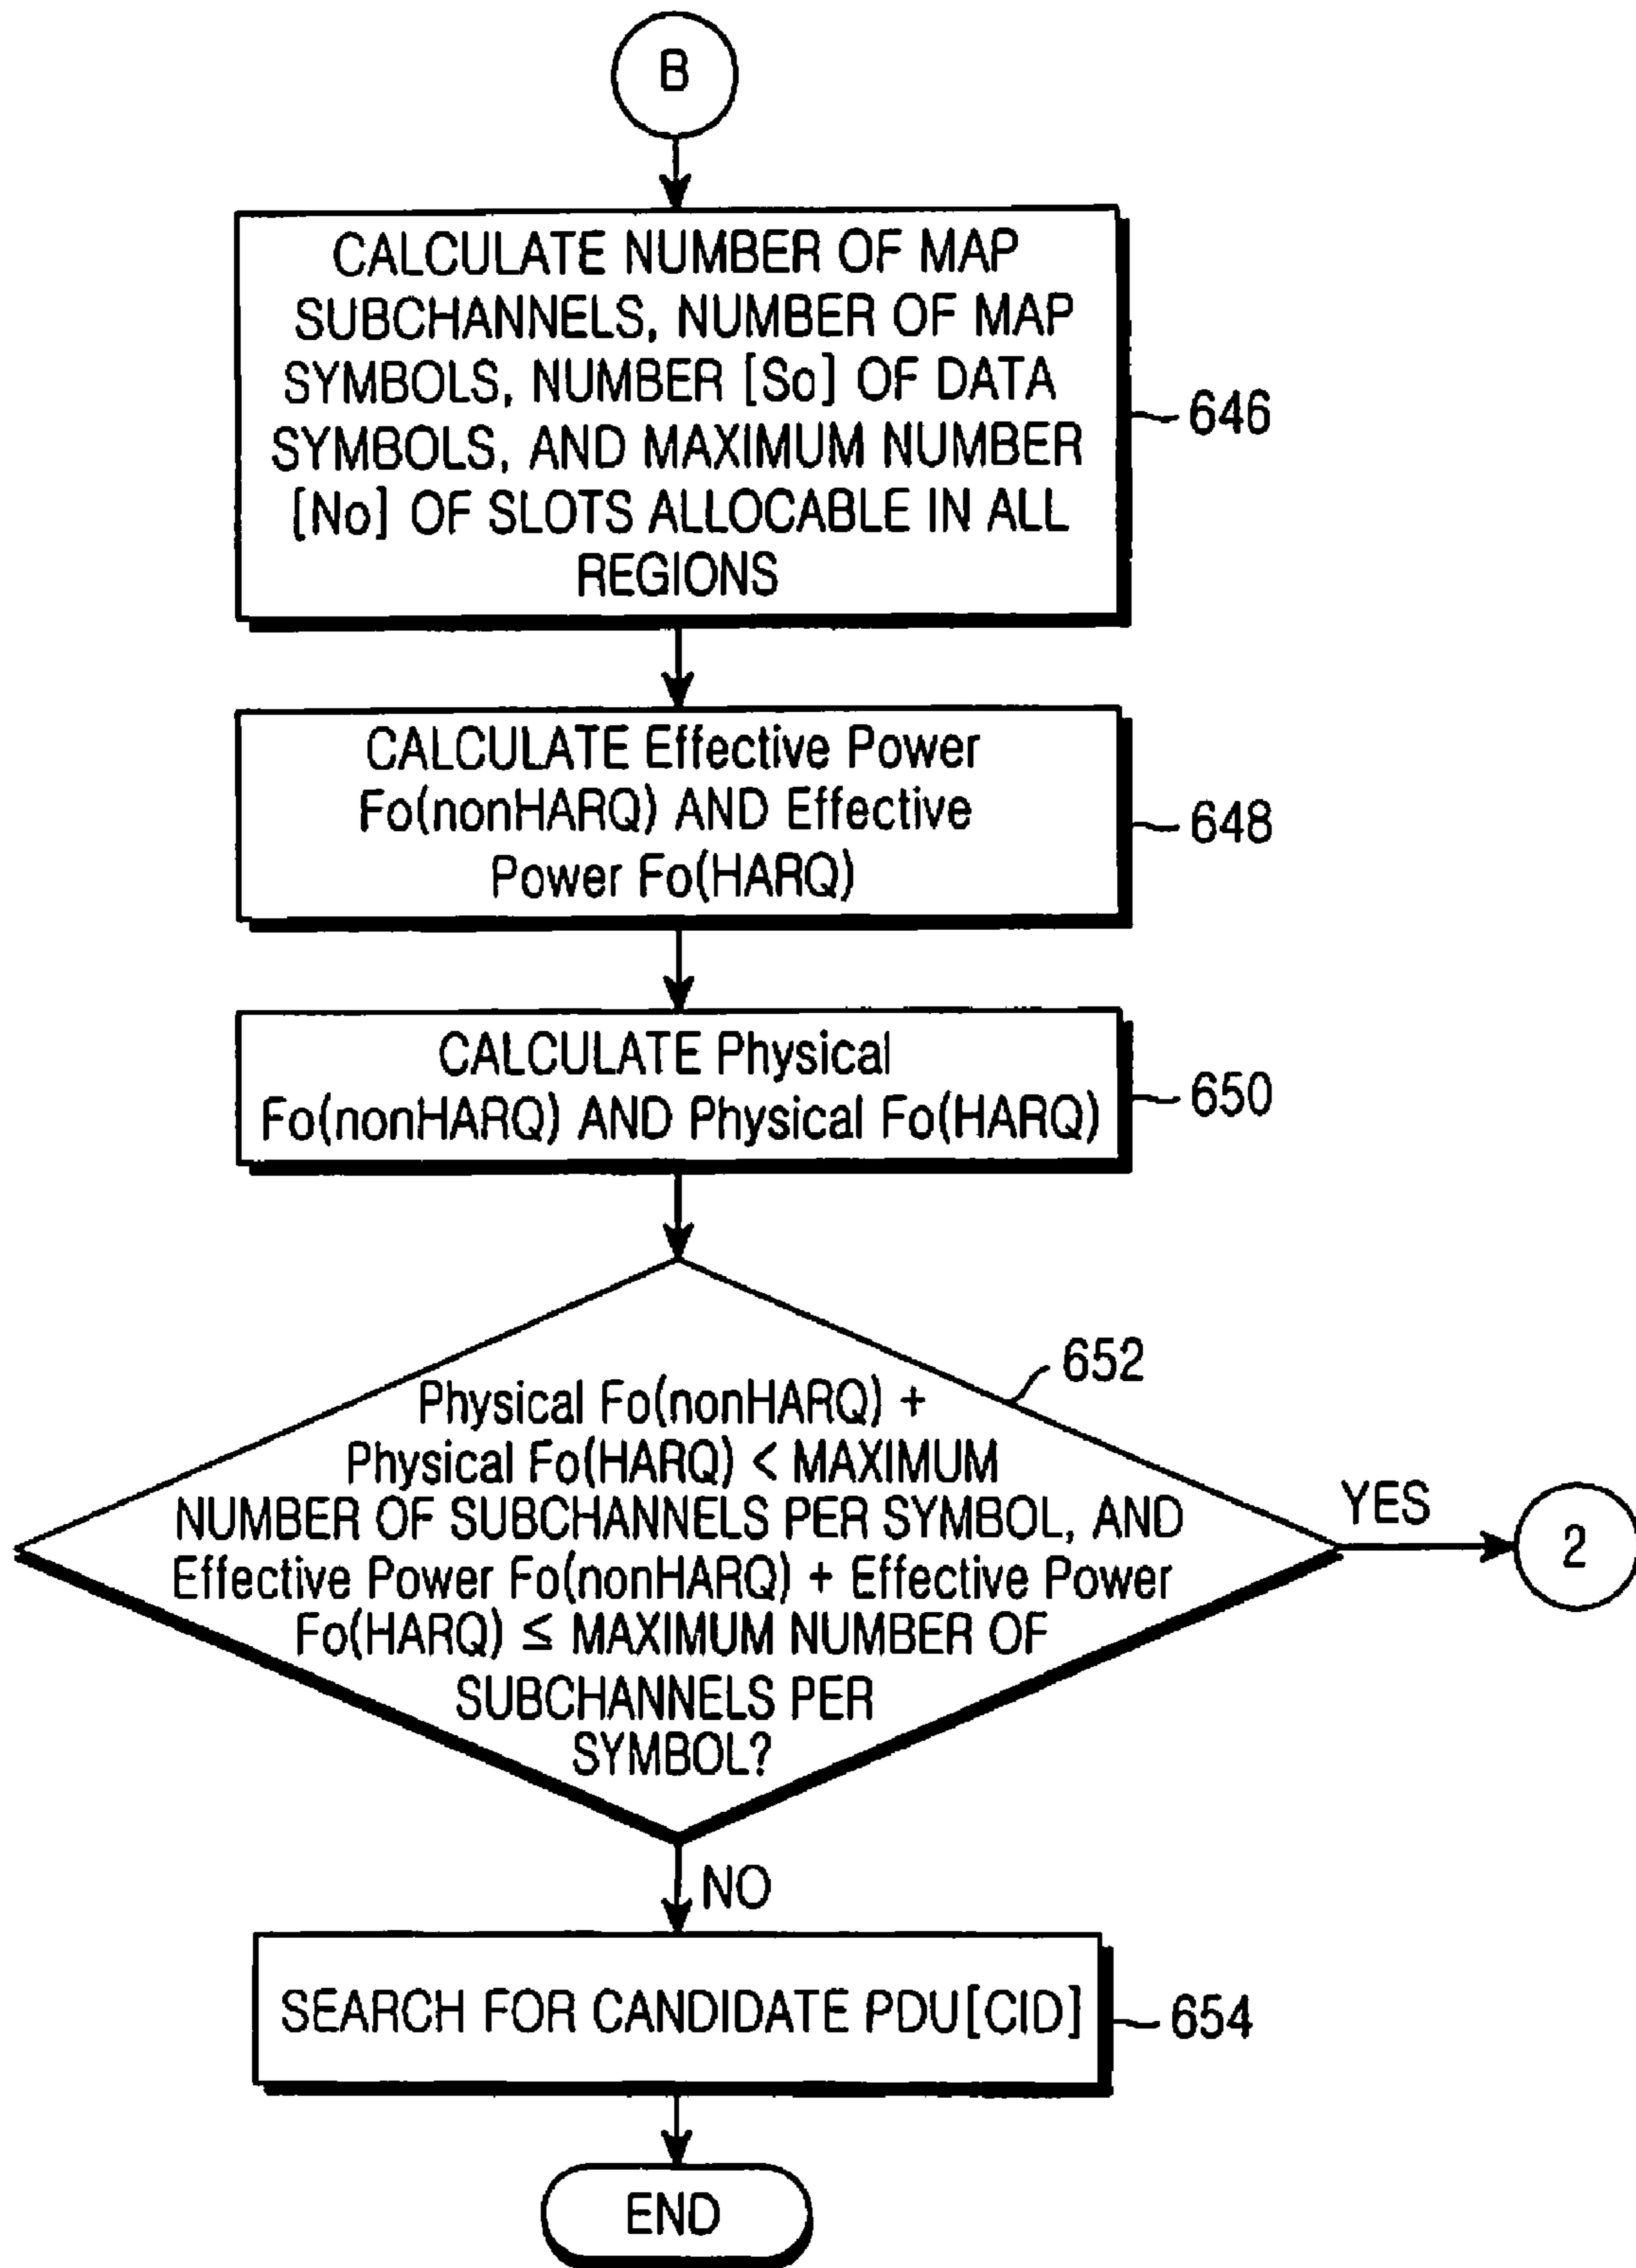 B
CALCULATE NUMBER OF MAP
SUBCHANNELS, NUMBER OF MAP
SYMBOLS, NUMBER [So] OF DATA
SYMBOLS, AND MAXIMUM NUMBER
[No] OF SLOTS ALLOCABLE IN ALL
REGIONS
646
CALCULATE Effective Power
Fo(nonHARQ) AND Effective
Power Fo(HARQ)
648
CALCULATE Physical
Fo(nonHARQ) AND Physical Fo(HARQ)
650
652
Physical Fo(nonHARQ) +
Physical Fo(HARQ) < MAXIMUM
NUMBER OF SUBCHANNELS PER SYMBOL, AND
Effective Power Fo(nonHARQ) + Effective Power
Fo(HARQ) ≤ MAXIMUM NUMBER OF
SUBCHANNELS PER
SYMBOL?
YES
2
NO
SEARCH FOR CANDIDATE PDU[CID]
654
END